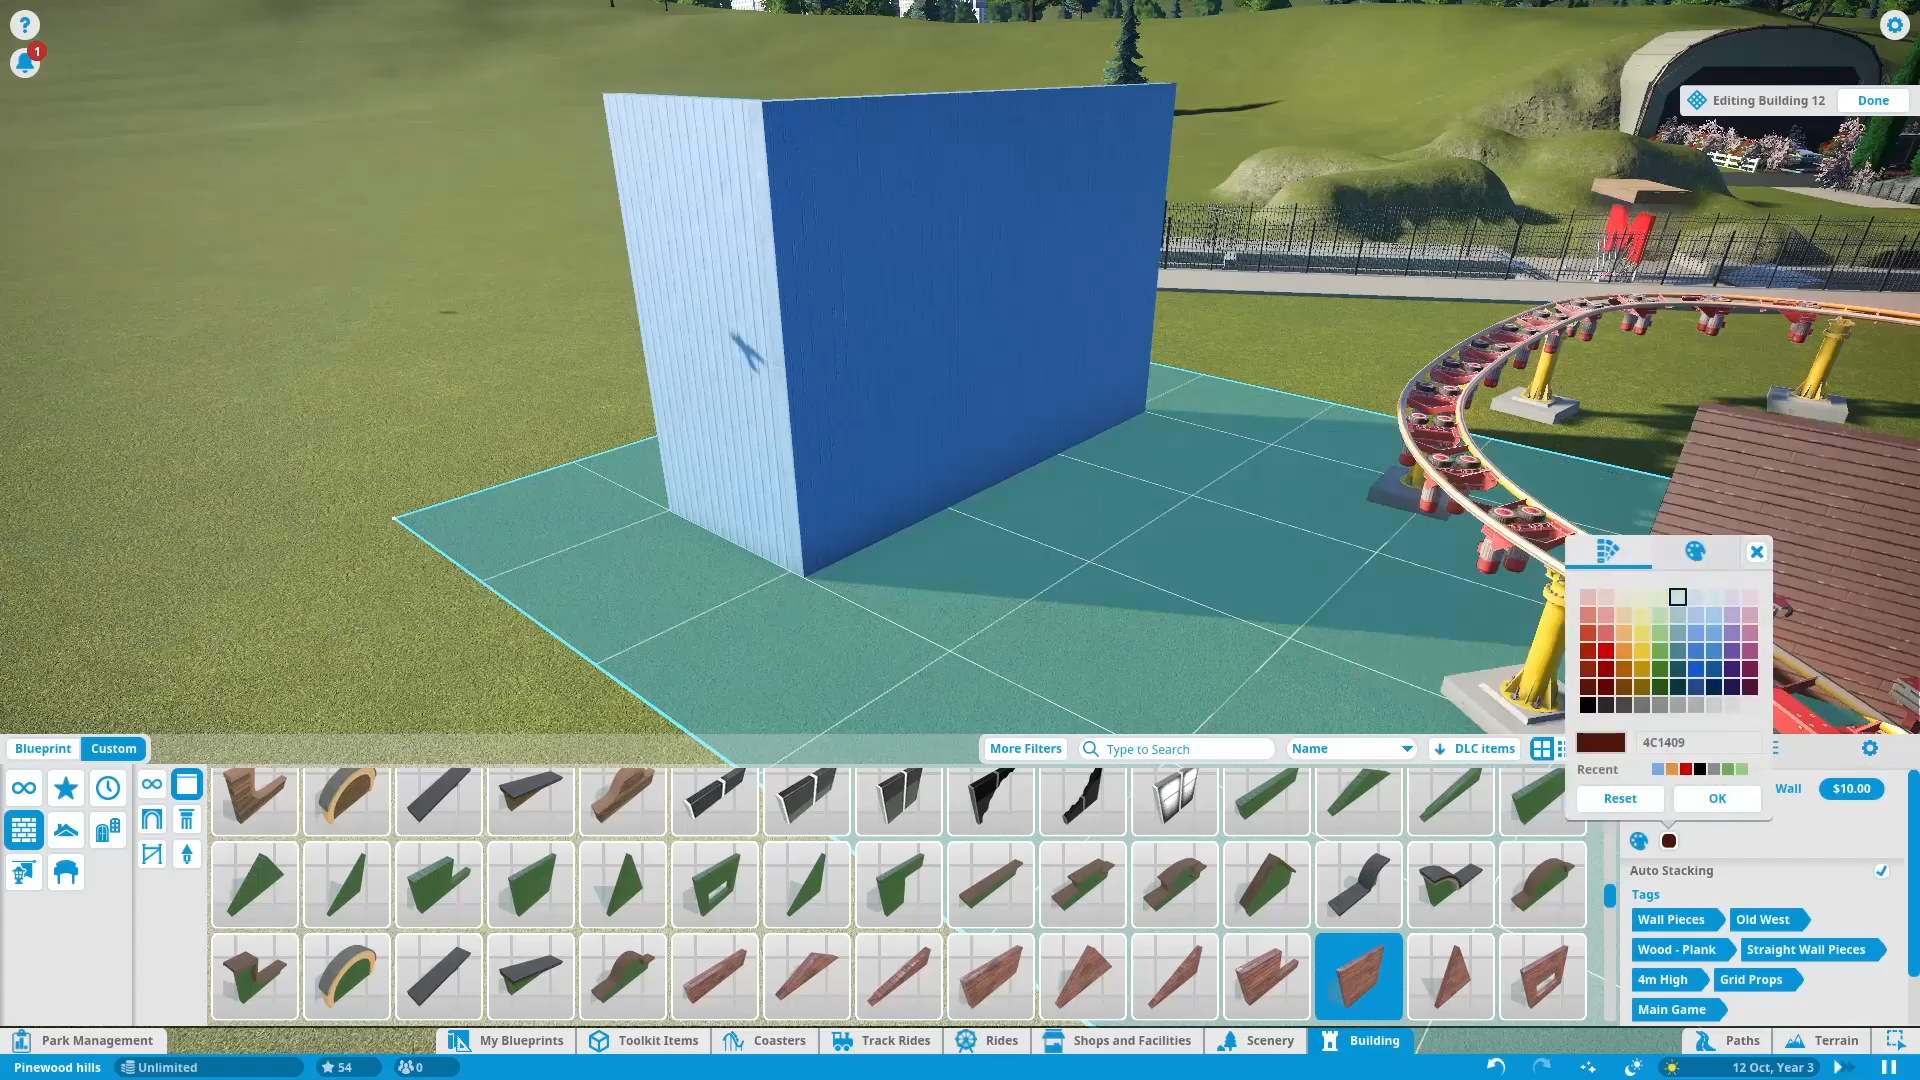 ?
1
Editing Building 12
Done
4C1409
Recent
Reset
OK
Blueprint
Custom
More Filters
Type to Search
Name
DLC items
Wall
$10.00
Auto Stacking
Tags
Wall Pieces
Old West
Wood - Plank
Straight Wall Pieces
4m High
Grid Props
Main Game
Park Management
My Blueprints
Toolkit Items
Coasters
Track Rides
Rides
Shops and Facilities
Scenery
Building
Paths
Terrain
Pinewood hills
Unlimited
54
0
12 Oct, Year 3